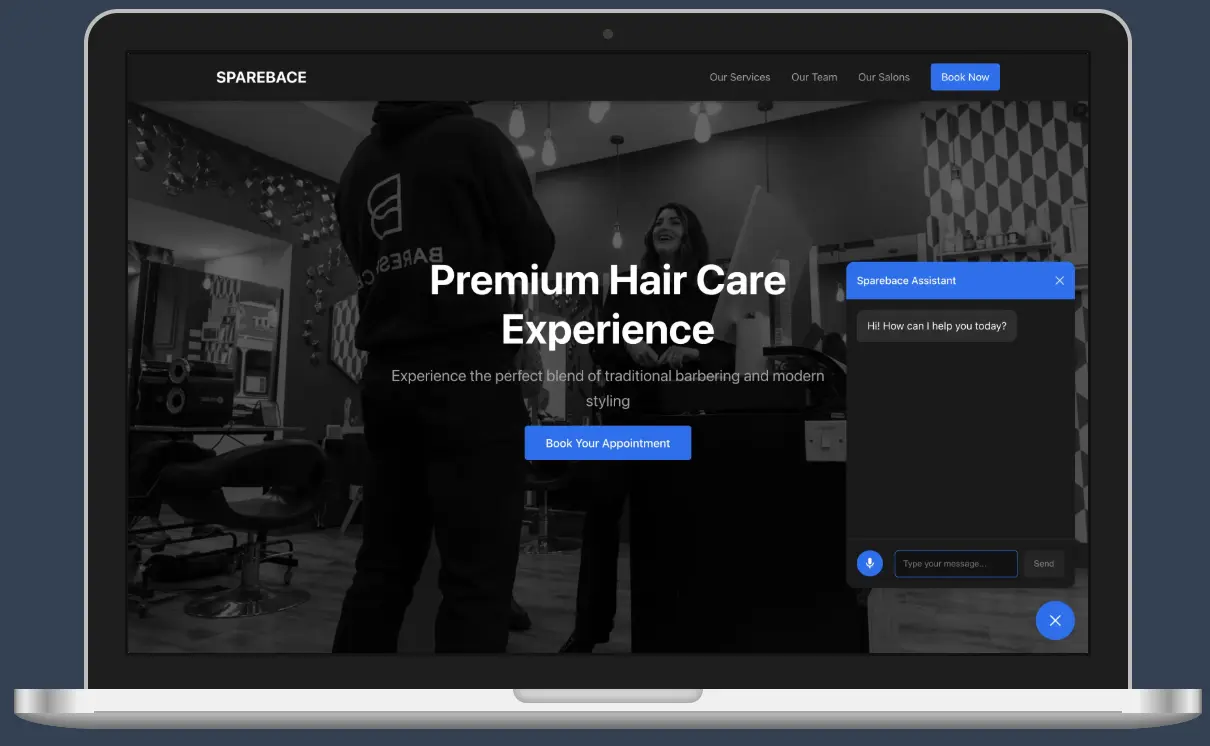 SPAREBACE
Our Services
Our Team
Our Salons
Book Now
Premium Hair Care
Experience
Experience the perfect blend of traditional barbering and modern
styling
Book Your Appointment
Sparebace Assistant
Hi! How can I help you today?
Type your message...
Send